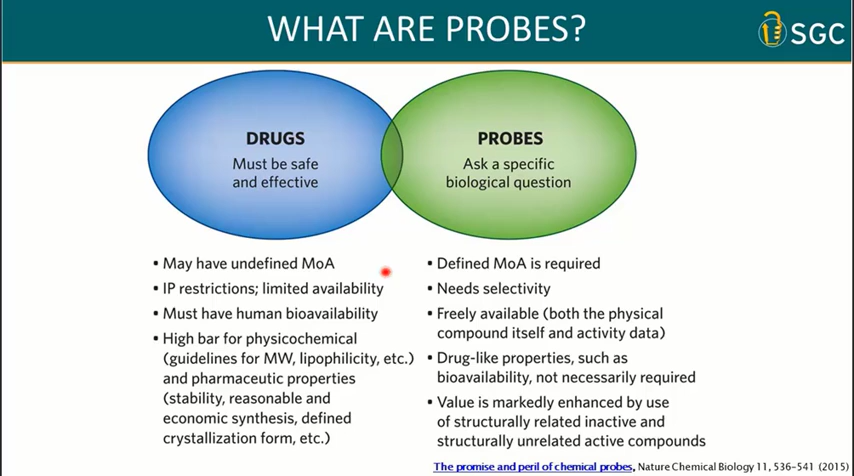 WHAT ARE PROBES?
SGC
DRUGS
Must be safe
and effective
PROBES
Ask a specific
biological question
• May have undefined MoA
• IP restrictions; limited availability
• Must have human bioavailability
• High bar for physicochemical
(guidelines for MW, lipophilicity, etc.)
and pharmaceutic properties
(stability, reasonable and
economic synthesis, defined
crystallization form, etc.)
• Defined MoA is required
• Needs selectivity
• Freely available (both the physical
compound itself and activity data)
• Drug-like properties, such as
bioavailability, not necessarily required
• Value is markedly enhanced by use
of structurally related inactive and
structurally unrelated active compounds
The promise and peril of chemical probes, Nature Chemical Biology 11, 536–541 (2015)